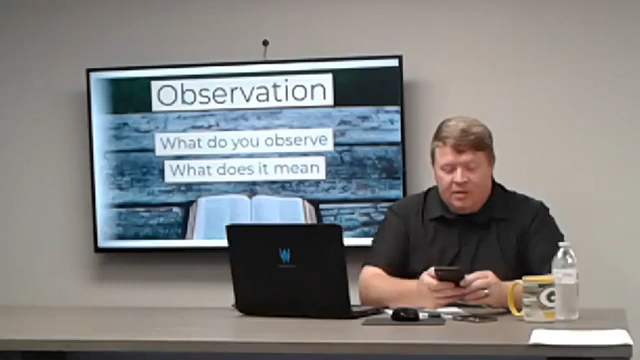 Observation
What do you observe
What does it mean
W
G